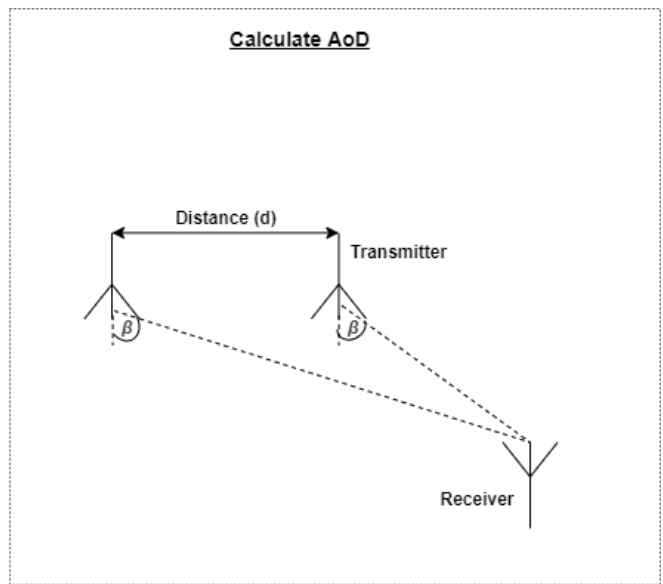 Calculate AoD
Distance (d)
Transmitter
β
β
Receiver